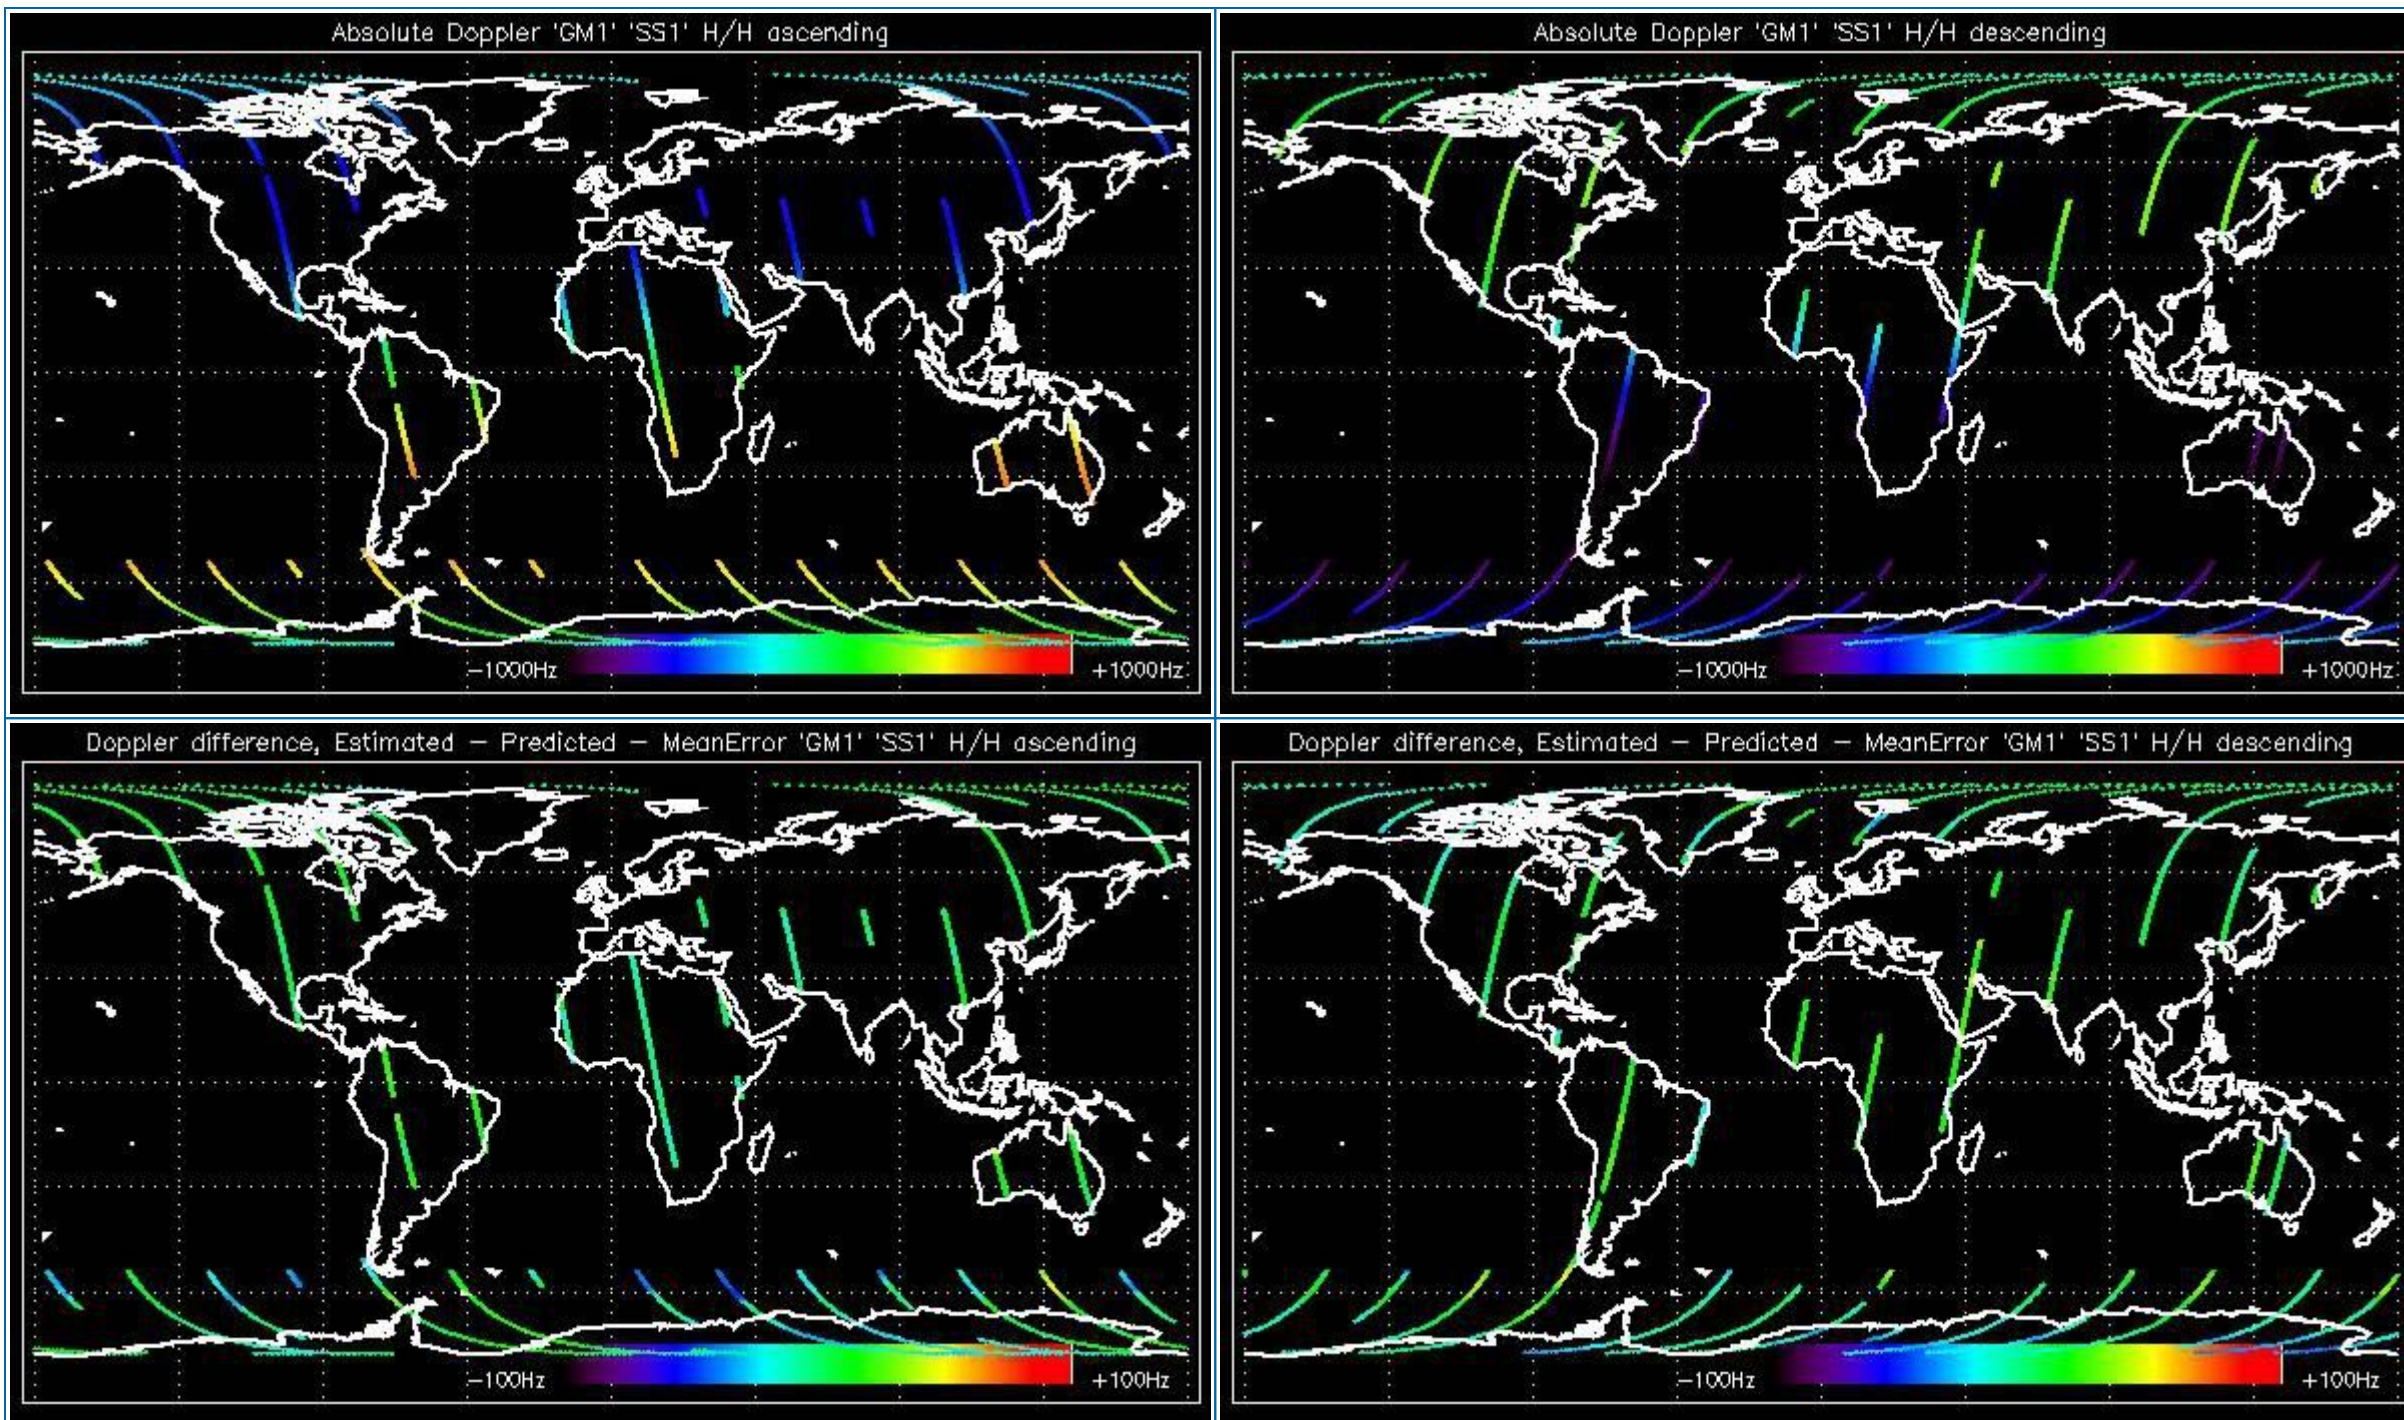 Absolute Doppler 'GM1' 'SS1' H/H ascending
-1000Hz
+1000Hz
Absolute Doppler 'GM1' 'SS1' H/H descending
-1000Hz
+1000Hz
Doppler difference, Estimated - Predicted - MeanError 'GM1' 'SS1' H/H ascending
-100Hz
+100Hz
Doppler difference, Estimated - Predicted - MeanError 'GM1' 'SS1' H/H descending
-100Hz
+100Hz